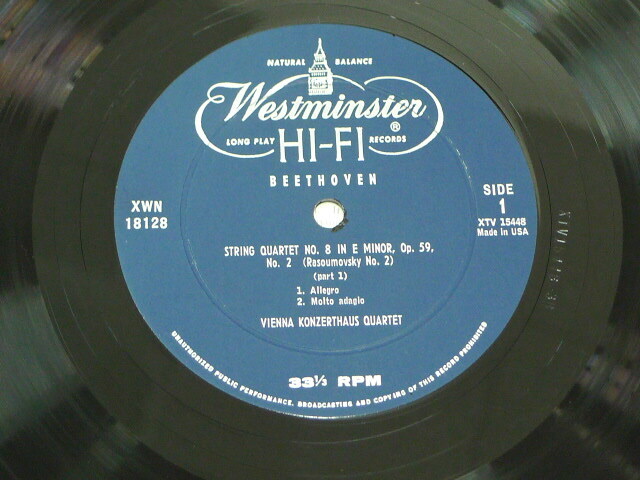 NATURAL BALANCE
Westminster ®
LONG PLAY RECORDS
HI-FI
BEETHOVEN
XWN
18128
SIDE
1
XTV 15448
Made in USA
STRING QUARTET NO. 8 IN E MINOR, Op. 59,
No. 2 (Rasoumovsky No. 2)
(part 1)
1. Allegro
2. Molto adagio
VIENNA KONZERTHAUS QUARTET
33⅓ RPM
UNAUTHORIZED PUBLIC PERFORMANCE, BROADCASTING AND COPYING OF THIS RECORD PROHIBITED